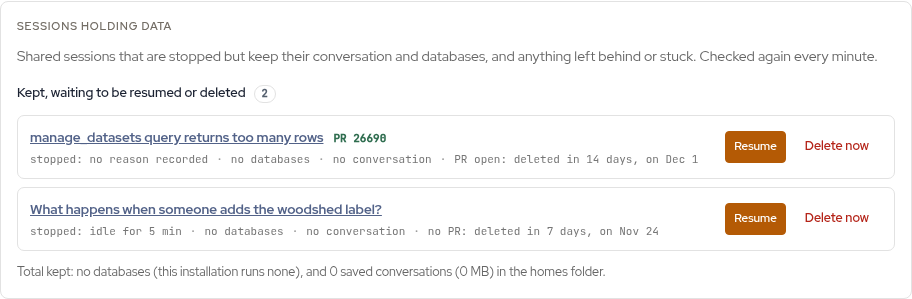 SESSIONS HOLDING DATA
Shared sessions that are stopped but keep their conversation and databases, and anything left behind or stuck. Checked again every minute.
Kept, waiting to be resumed or deleted 2
manage_datasets query returns too many rows PR 26690
stopped: no reason recorded · no databases · no conversation · PR open: deleted in 14 days, on Dec 1
Resume
Delete now
What happens when someone adds the woodshed label?
stopped: idle for 5 min · no databases · no conversation · no PR: deleted in 7 days, on Nov 24
Resume
Delete now
Total kept: no databases (this installation runs none), and 0 saved conversations (0 MB) in the homes folder.